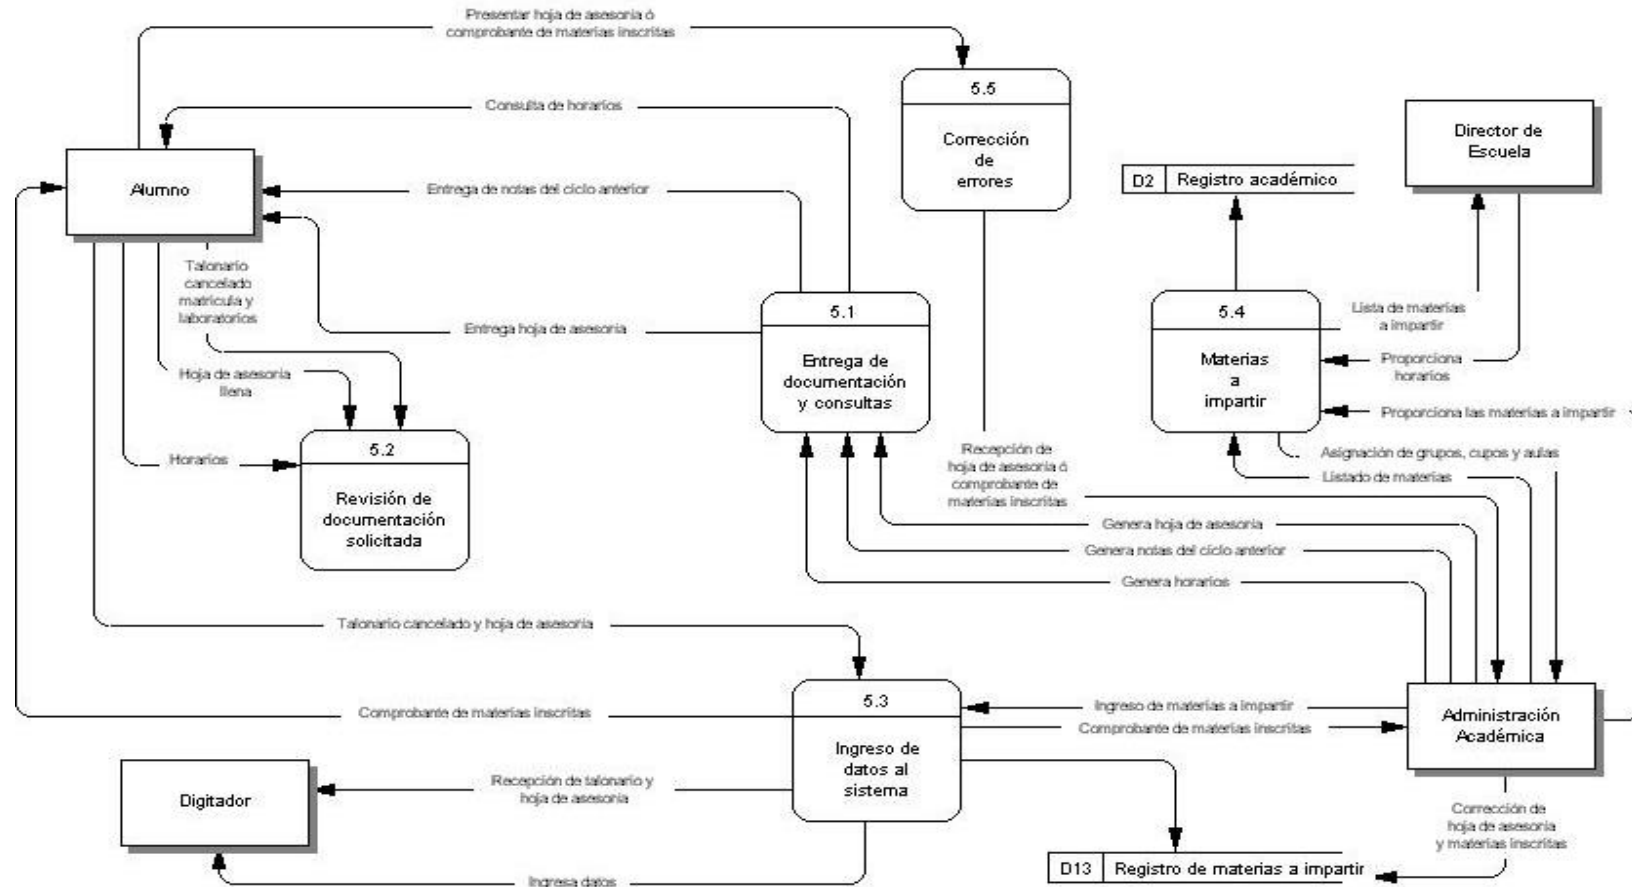 Presentar hoja de asesoria ó
comprobante de materias inscritas
5.5
Corrección
de
errores
Consulta de horarios
Director de
Escuela
Alumno
Entrega de notas del ciclo anterior
D2 Registro académico
Talonario
cancelado
matricula y
laboratorios
Entrega hoja de asesoria
5.1
Entrega de
documentación
y consultas
5.4
Materias
a
impartir
Lista de materias
a impartir
Proporciona
horarios
Hoja de asesoria
llena
Proporciona las materias a impartir
5.2
Revisión de
documentación
solicitada
Horarios
Recepción de
hoja de asesoria ó
comprobante de
materias inscritas
Asignación de grupos, cupos y aulas
Listado de materias
Genera hoja de asesoria
Genera notas del ciclo anterior
Genera horarios
Talonario cancelado y hoja de asesoria
5.3
Ingreso de
datos al
sistema
Comprobante de materias inscritas
Ingreso de materias a impartir
Comprobante de materias inscritas
Administración
Académica
Digitador
Recepción de talonario y
hoja de asesoria
Corrección de
hoja de asesoria
y materias inscritas
D13 Registro de materias a impartir
Ingresa datos